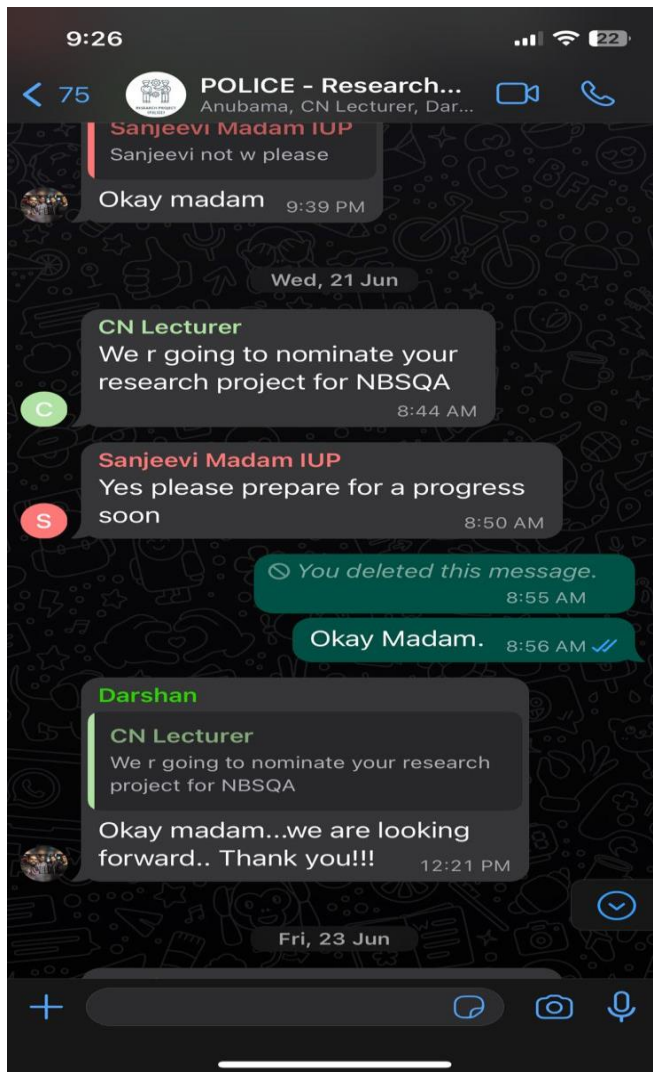 9:26
22
75
POLICE - Research...
Anubama, CN Lecturer, Dar...
Sanjeevi Madam IUP
Sanjeevi not w please
Okay madam 9:39 PM
Wed, 21 Jun
CN Lecturer
We r going to nominate your
research project for NBSQA
8:44 AM
C
Sanjeevi Madam IUP
Yes please prepare for a progress
soon
8:50 AM
S
You deleted this message.
8:55 AM
Okay Madam. 8:56 AM
Darshan
CN Lecturer
We r going to nominate your research
project for NBSQA
Okay madam...we are looking
forward.. Thank you!!! 12:21 PM
Fri, 23 Jun